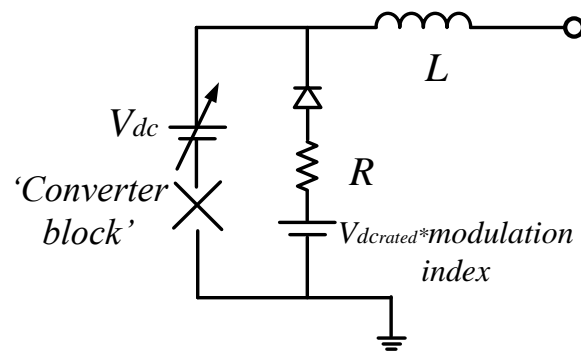 L
Vdc
R
‘Converter
block’
Vdcrated*modulation
index